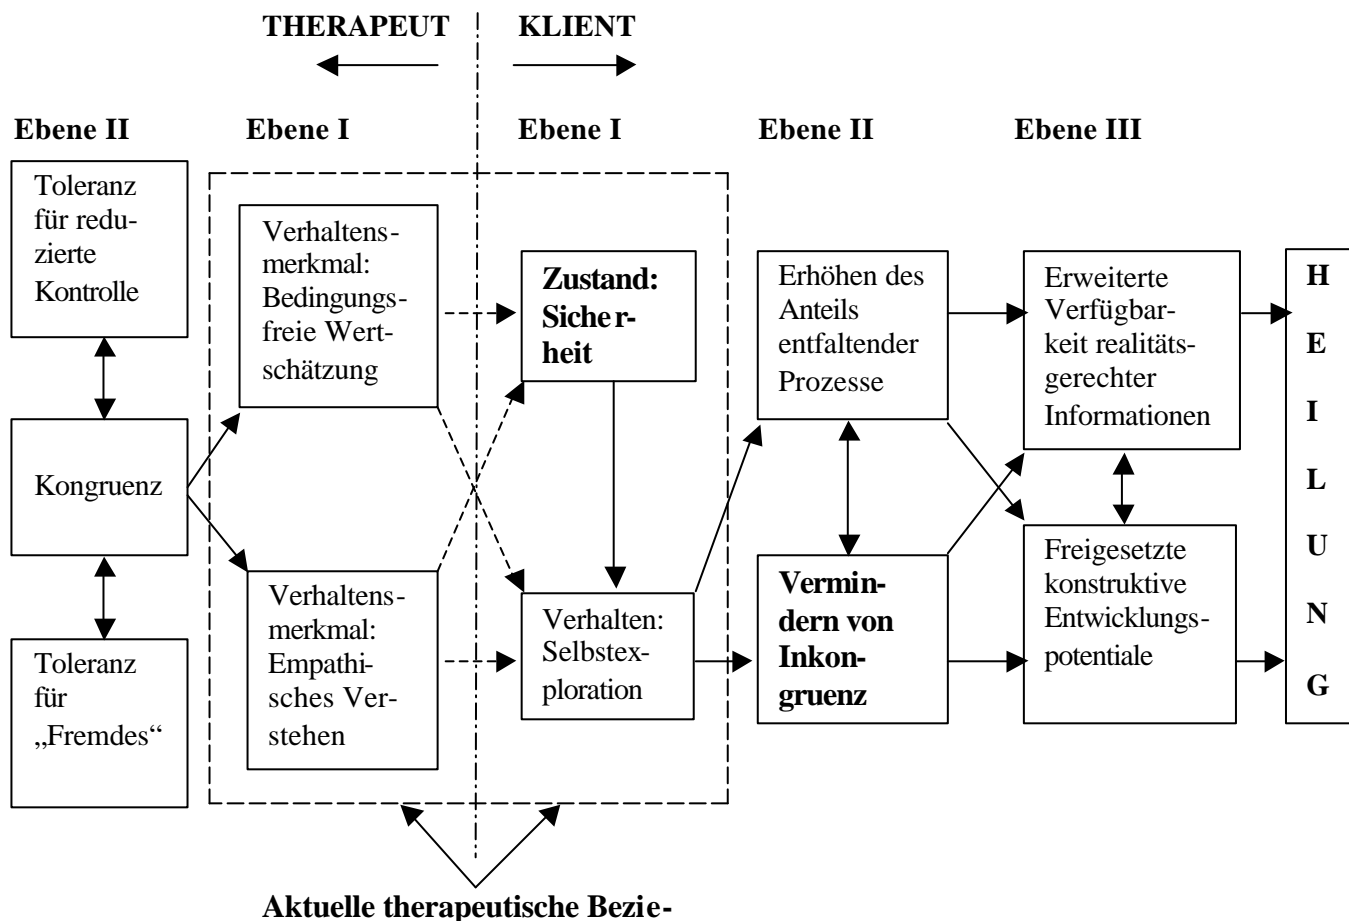 THERAPEUT
KLIENT
Ebene II
Ebene I
Ebene I
Ebene II
Ebene III
Toleranz
für redu-
zierte
Kontrolle
Kongruenz
Toleranz
für
„Fremdes“
Verhaltens-
merkmal:
Bedingungs-
freie Wert-
schätzung
Verhaltens-
merkmal:
Empathi-
sches Ver-
stehen
Zustand:
Sicher-
heit
Verhalten:
Selbstex-
ploration
Erhöhen des
Anteils
entfaltender
Prozesse
Vermin-
dern von
Inkon-
gruenz
Erweiterte
Verfügbar-
keit realitäts-
gerechter
Informationen
Freigesetzte
konstruktive
Entwicklungs-
potentiale
H
E
I
L
U
N
G
Aktuelle therapeutische Bezie-